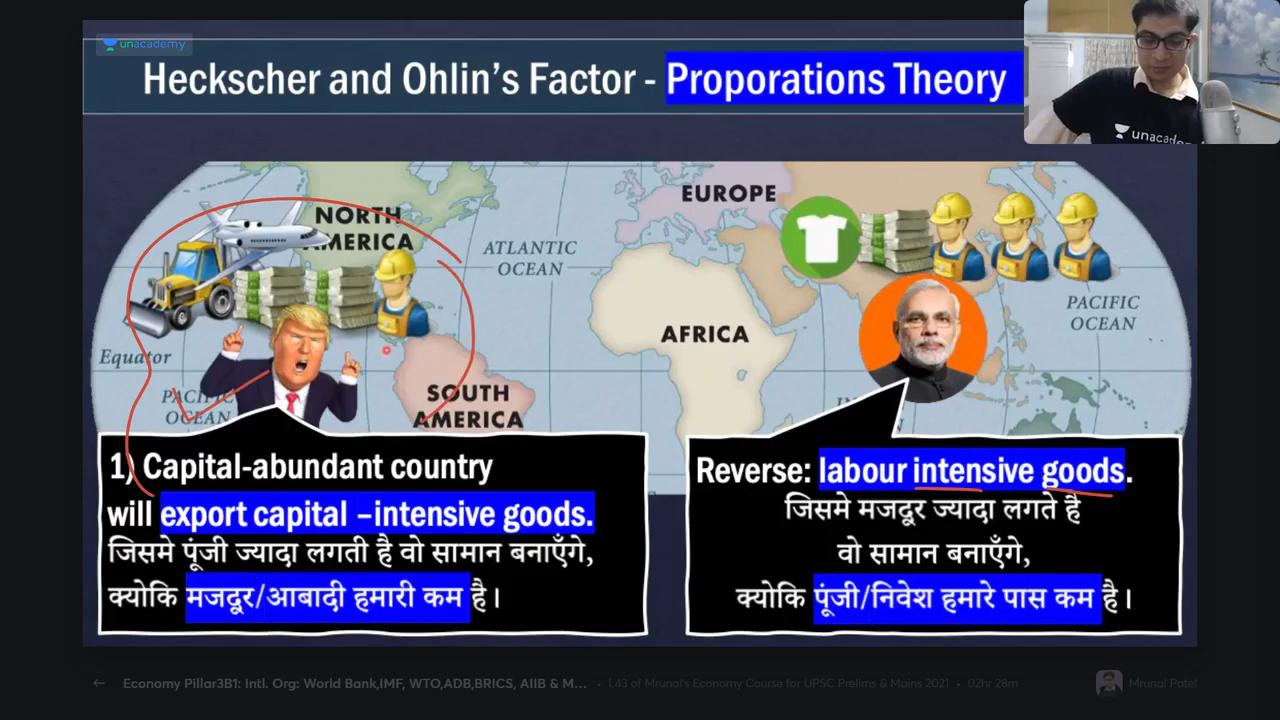 unacademy
Heckscher and Ohlin's Factor - Proporations Theory
unacademy
NORTH
AMERICA
EUROPE
ATLANTIC
OCEAN
PACIFIC
OCEAN
AFRICA
Equator
PACIFIC
OCEAN
SOUTH
AMERICA
1) Capital-abundant country
will export capital –intensive goods.
जिसमे पूंजी ज्यादा लगती है वो सामान बनाएँगे,
क्योकि मजदूर/आबादी हमारी कम है।
Reverse: labour intensive goods.
जिसमे मजदूर ज्यादा लगते है
वो सामान बनाएँगे,
क्योकि पूंजी/निवेश हमारे पास कम है।
Economy Pillar3B1: Intl. Org: World Bank,IMF, WTO,ADB,BRICS, AIIB & M... • L43 of Mrunal's Economy Course for UPSC Prelims & Mains 2021 • 02hr 28m
Mrunal Patel